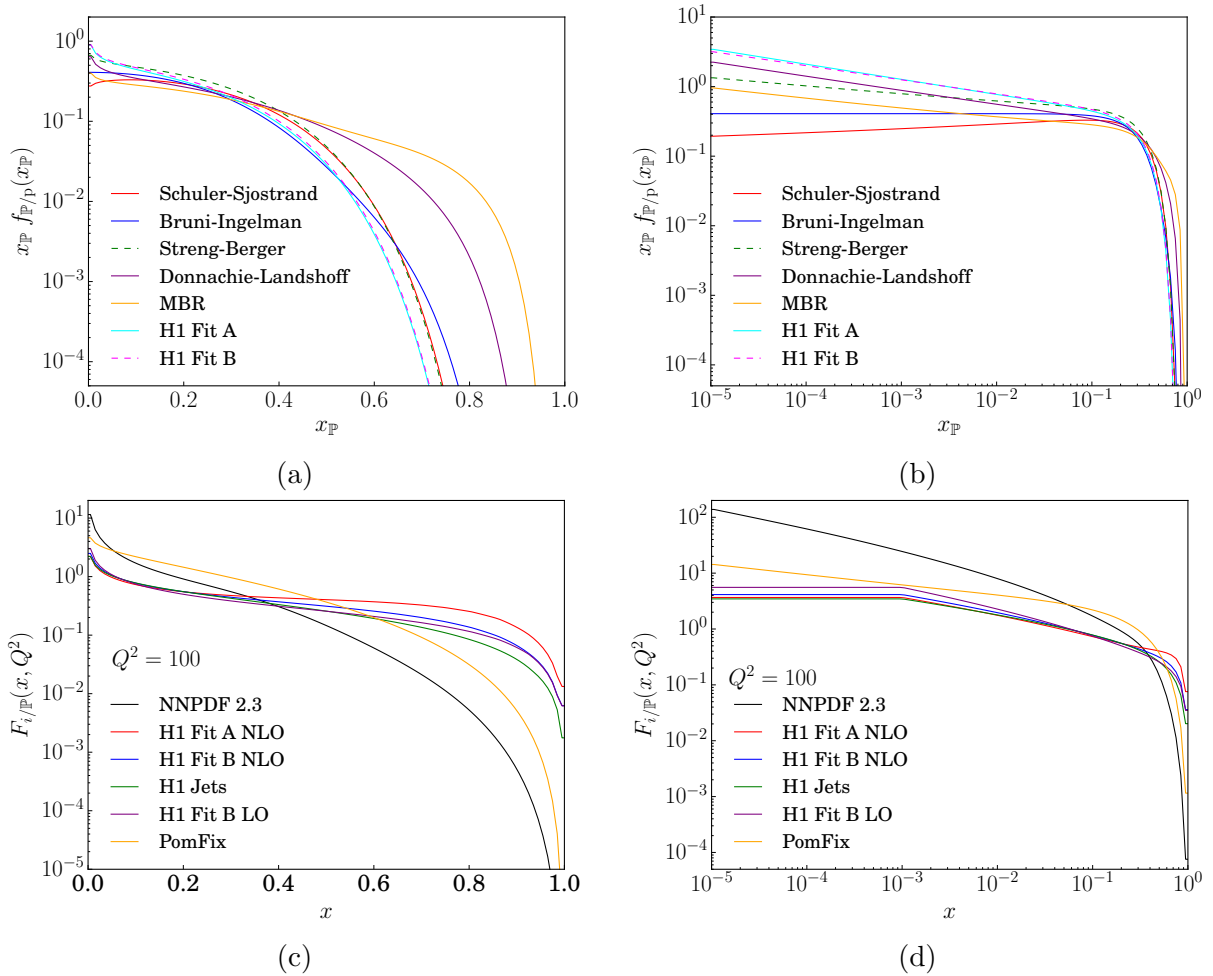 10^1
10^0
10^{-1}
10^{-2}
10^{-3}
10^{-4}
x_ℙ f_{ℙ/p}(x_ℙ)
Schuler-Sjostrand
Bruni-Ingelman
Streng-Berger
Donnachie-Landshoff
MBR
H1 Fit A
H1 Fit B
0.0 0.2 0.4 0.6 0.8 1.0
x_ℙ
(a)
10^0
10^{-1}
10^{-2}
10^{-3}
10^{-4}
x_ℙ f_{ℙ/p}(x_ℙ)
Schuler-Sjostrand
Bruni-Ingelman
Streng-Berger
Donnachie-Landshoff
MBR
H1 Fit A
H1 Fit B
10^{-5} 10^{-4} 10^{-3} 10^{-2} 10^{-1} 10^0
x_ℙ
(b)
10^1
10^0
10^{-1}
10^{-2}
10^{-3}
10^{-4}
10^{-5}
F_{i/ℙ}(x, Q^2)
Q^2 = 100
NNPDF 2.3
H1 Fit A NLO
H1 Fit B NLO
H1 Jets
H1 Fit B LO
PomFix
0.0 0.2 0.4 0.6 0.8 1.0
x
(c)
10^2
10^1
10^0
10^{-1}
10^{-2}
10^{-3}
10^{-4}
F_{i/ℙ}(x, Q^2)
Q^2 = 100
NNPDF 2.3
H1 Fit A NLO
H1 Fit B NLO
H1 Jets
H1 Fit B LO
PomFix
10^{-5} 10^{-4} 10^{-3} 10^{-2} 10^{-1} 10^0
x
(d)